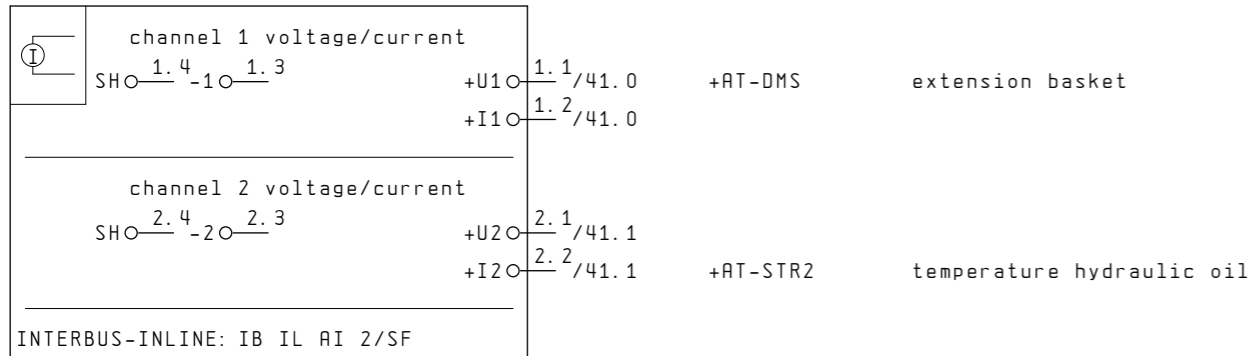 I
channel 1 voltage/current
SH 1.4 -1 1.3 +U1 1.1 /41.0 +AT-DMS extension basket
+I1 1.2 /41.0
channel 2 voltage/current
SH 2.4 -2 2.3 +U2 2.1 /41.1
+I2 2.2 /41.1 +AT-STR2 temperature hydraulic oil
INTERBUS-INLINE: IB IL AI 2/SF